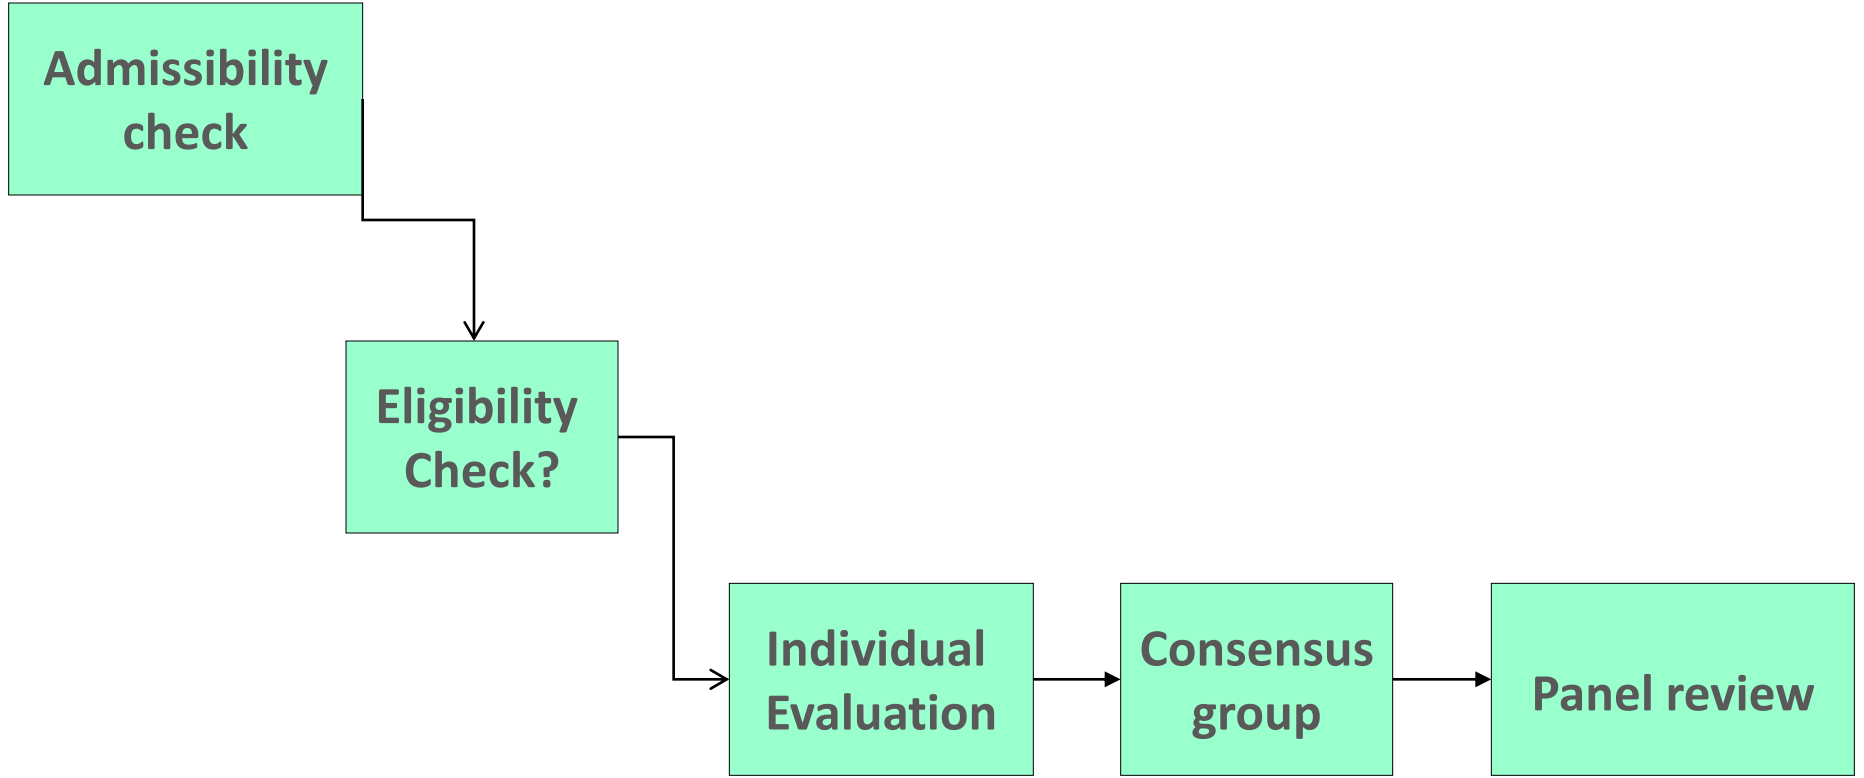 Admissibility
check
Eligibility
Check?
Individual
Evaluation
Consensus
group
Panel review